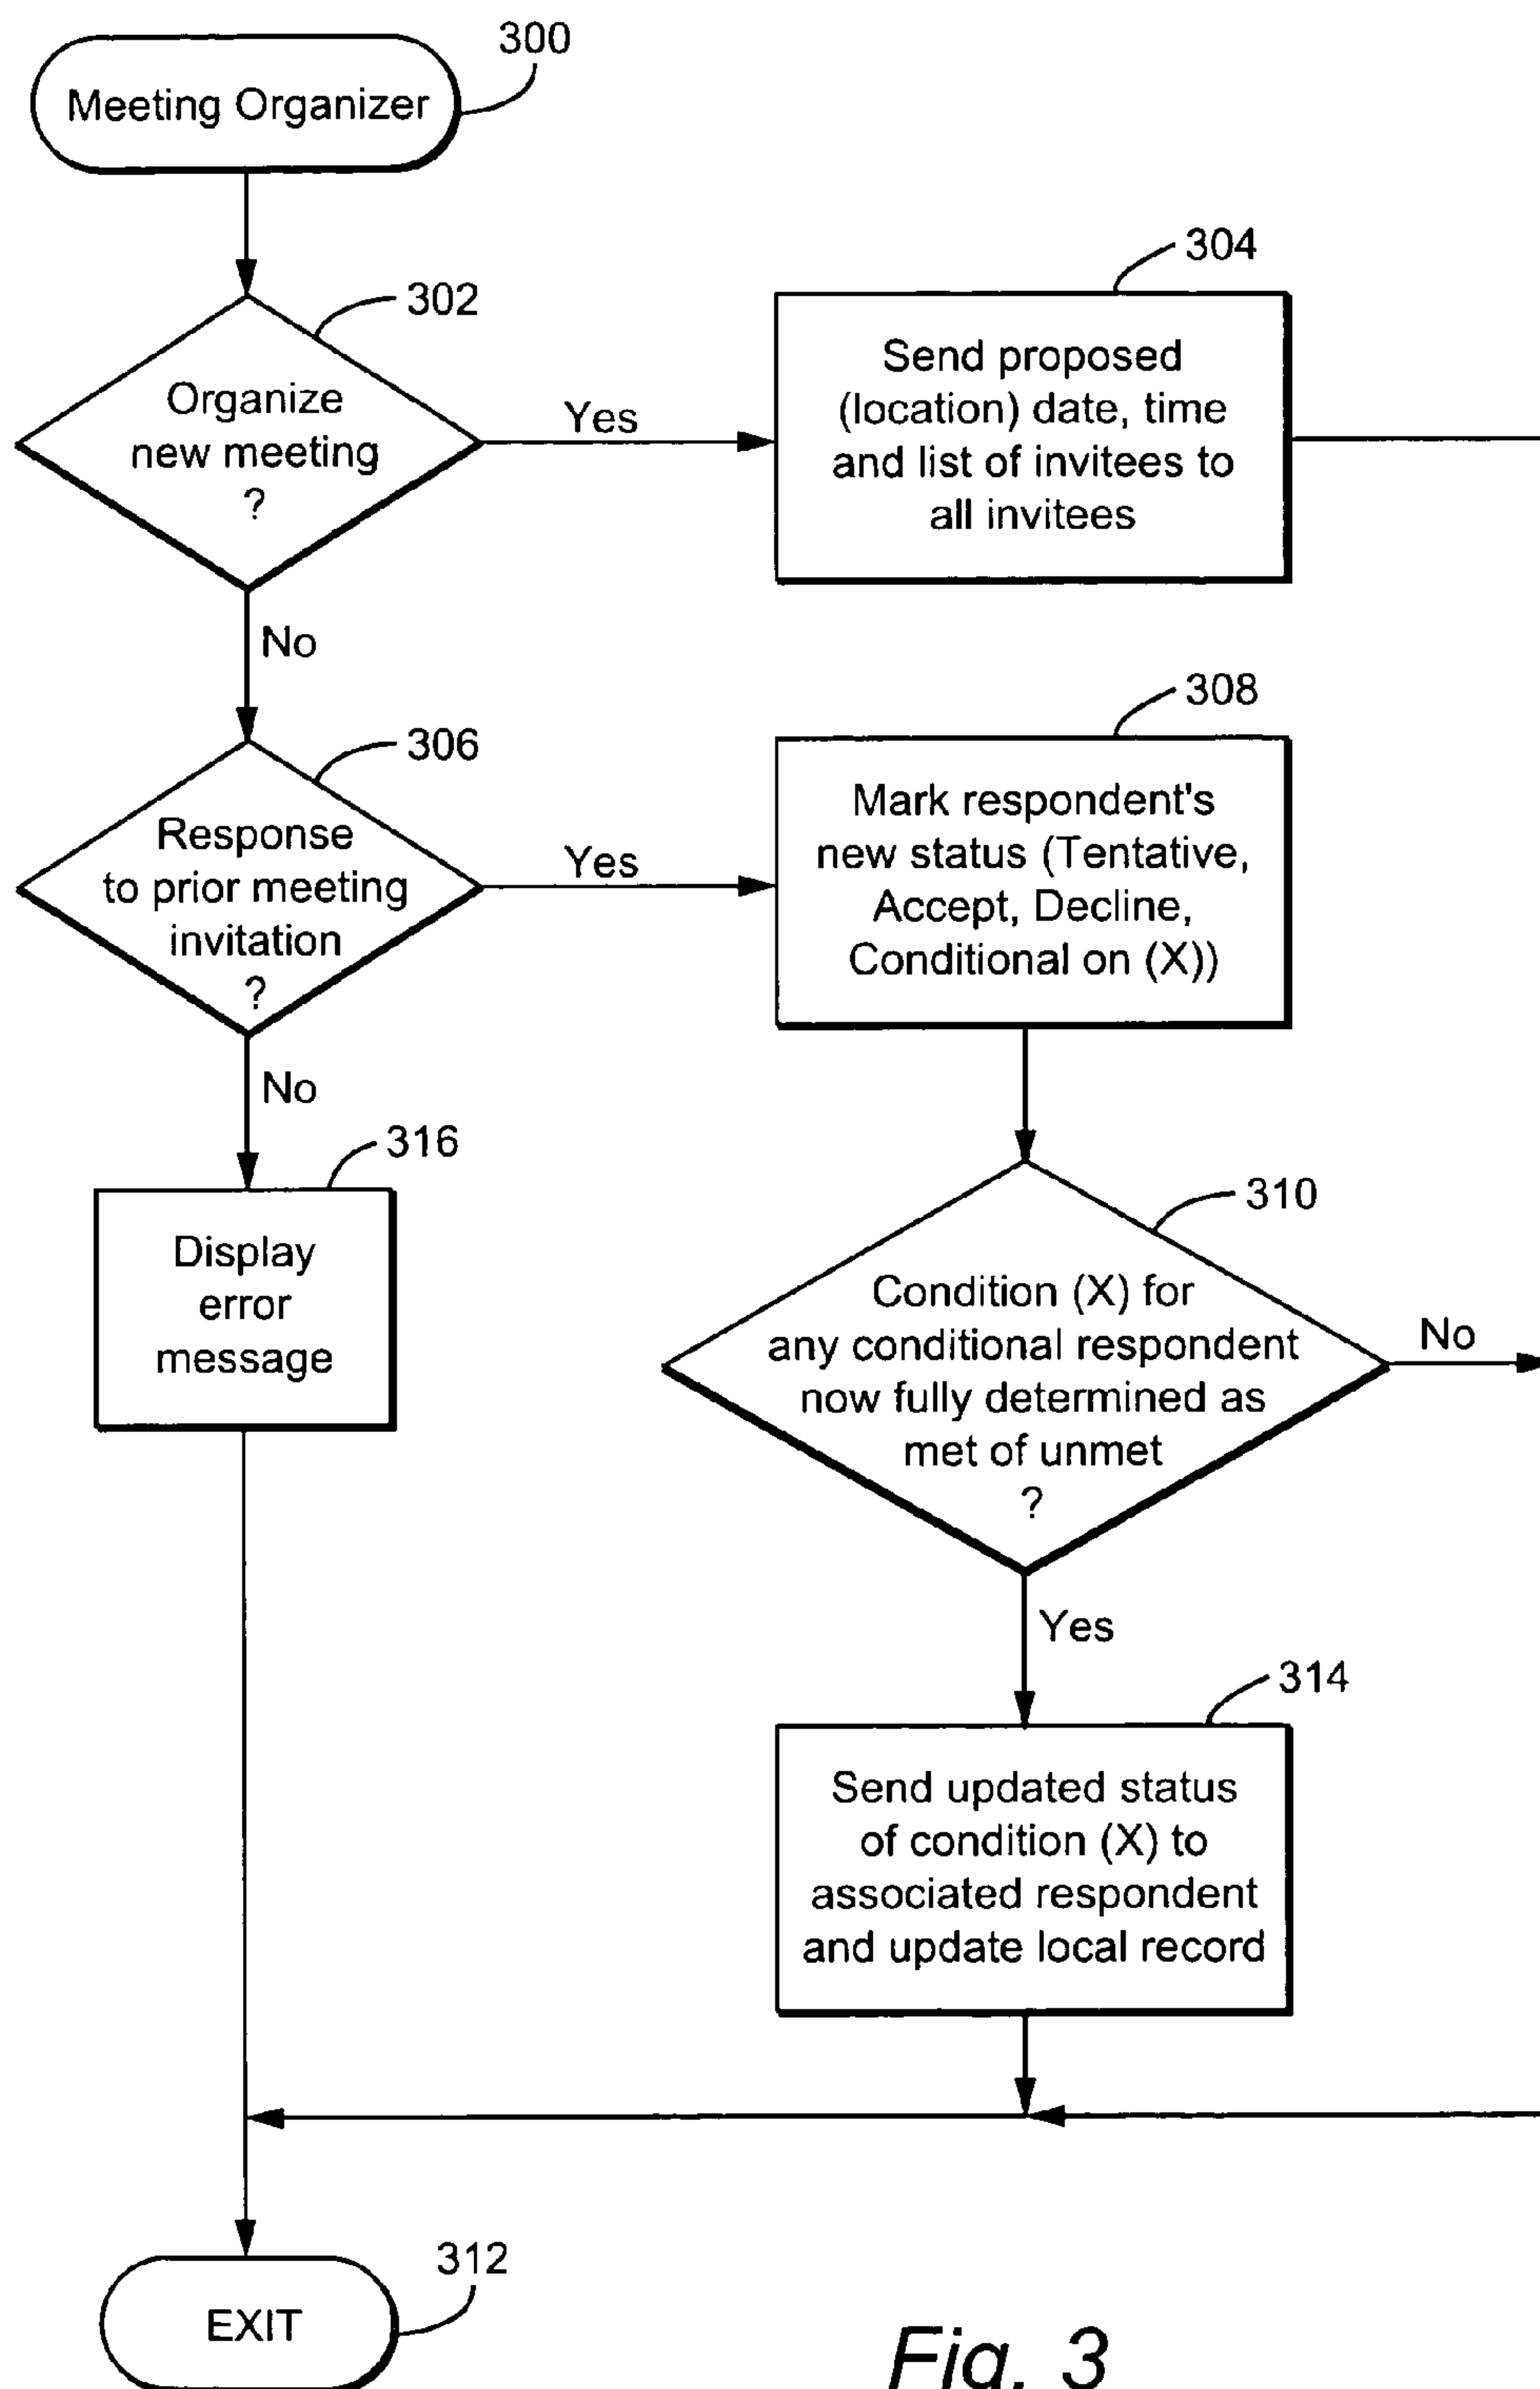 300
Meeting Organizer
302
Organize
new meeting
?
Yes
304
Send proposed
(location) date, time
and list of invitees to
all invitees
No
306
Response
to prior meeting
invitation
?
Yes
308
Mark respondent's
new status (Tentative,
Accept, Decline,
Conditional on (X))
No
316
Display
error
message
310
Condition (X) for
any conditional respondent
now fully determined as
met of unmet
?
No
Yes
314
Send updated status
of condition (X) to
associated respondent
and update local record
312
EXIT
Fig. 3